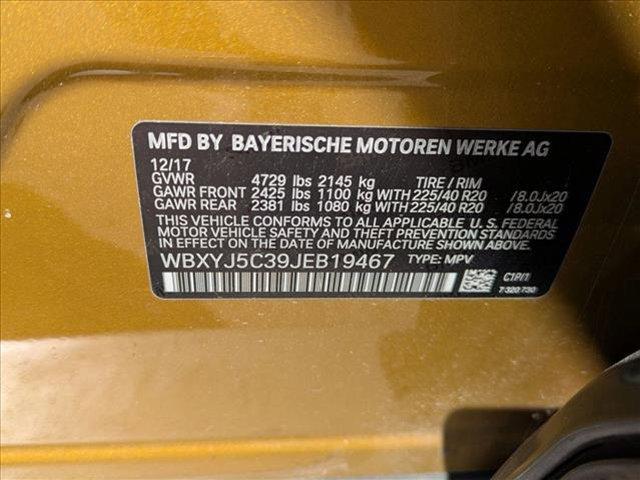 MFD BY BAYERISCHE MOTOREN WERKE AG
12/17
GVWR 4729 lbs 2145 kg TIRE / RIM
GAWR FRONT 2425 lbs 1100 kg WITH 225/40 R20 /8.0Jx20
GAWR REAR 2381 lbs 1080 kg WITH 225/40 R20 /8.0Jx20
THIS VEHICLE CONFORMS TO ALL APPLICABLE U. S. FEDERAL
MOTOR VEHICLE SAFETY AND THEFT PREVENTION STANDARDS
IN EFFECT ON THE DATE OF MANUFACTURE SHOWN ABOVE.
WBXYJ5C39JEB19467 TYPE: MPV
C1P/1
7 320 730